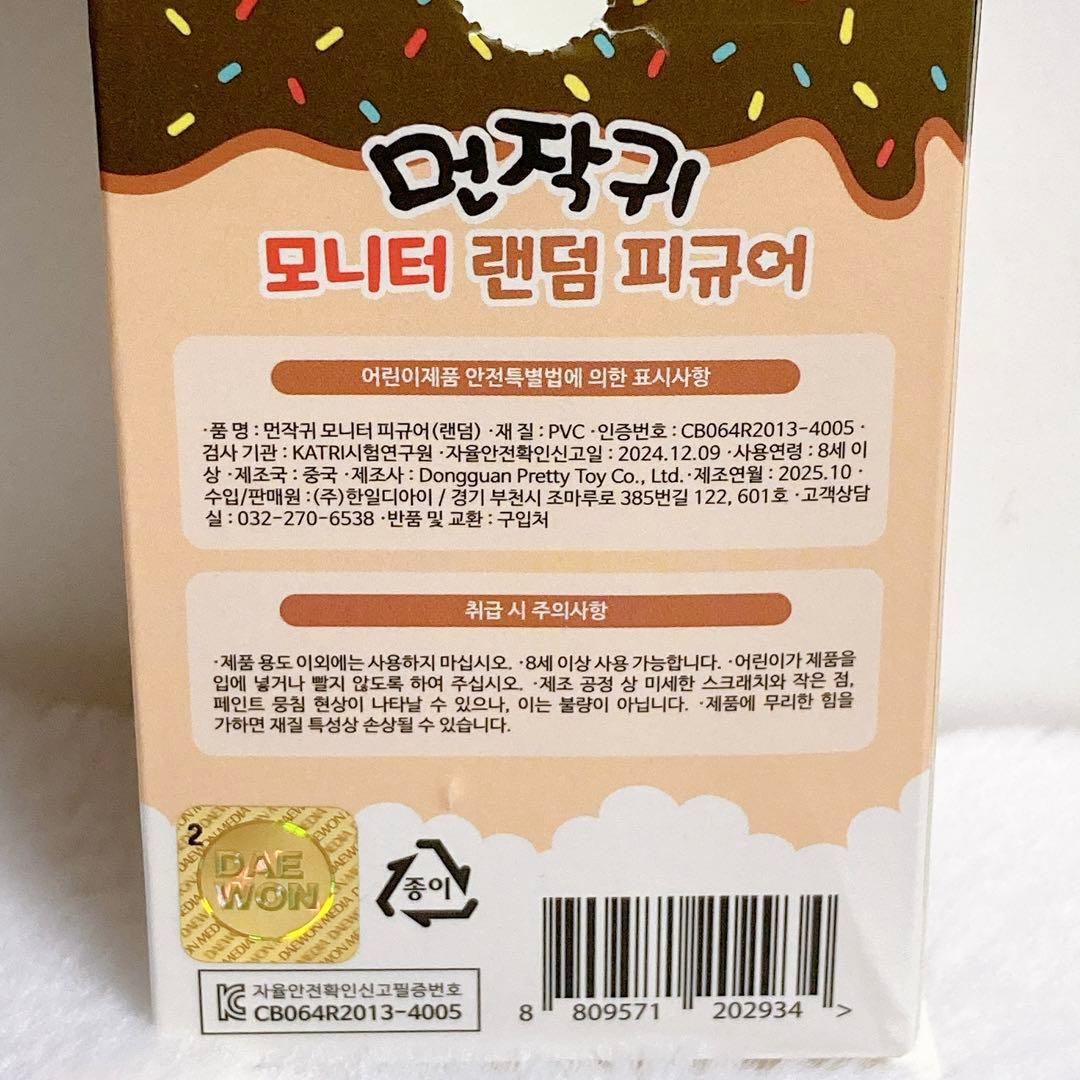 먼작귀
모니터 랜덤 피규어
어린이제품 안전특별법에 의한 표시사항
·품 명 : 먼작귀 모니터 피규어(랜덤) ·재 질 : PVC ·인증번호 : CB064R2013-4005 ·
검사 기관 : KATRI시험연구원 ·자율안전확인신고일 : 2024.12.09 ·사용연령 : 8세 이
상 ·제조국 : 중국 ·제조사 : Dongguan Pretty Toy Co., Ltd. ·제조연월 : 2025.10 ·
수입/판매원 : (주)한일디아이 / 경기 부천시 조마루로 385번길 122, 601호 ·고객상담
실 : 032-270-6538 ·반품 및 교환 : 구입처
취급 시 주의사항
·제품 용도 이외에는 사용하지 마십시오. ·8세 이상 사용 가능합니다. ·어린이가 제품을
입에 넣거나 빨지 않도록 하여 주십시오. ·제조 공정 상 미세한 스크래치와 작은 점,
페인트 뭉침 현상이 나타날 수 있으나, 이는 불량이 아닙니다. ·제품에 무리한 힘을
가하면 재질 특성상 손상될 수 있습니다.
2
DAE
WON
종이
자율안전확인신고필증번호
CB064R2013-4005
8 809571 202934 >